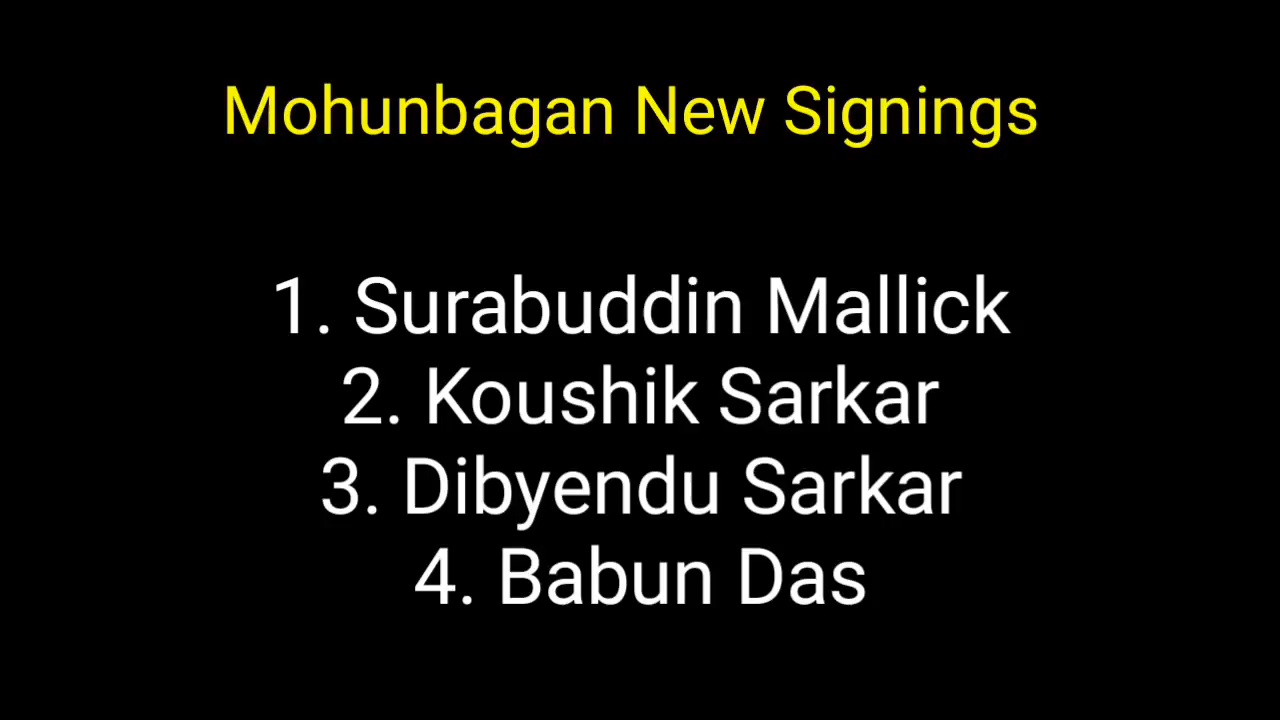 Mohunbagan New Signings
1. Surabuddin Mallick
2. Koushik Sarkar
3. Dibyendu Sarkar
4. Babun Das